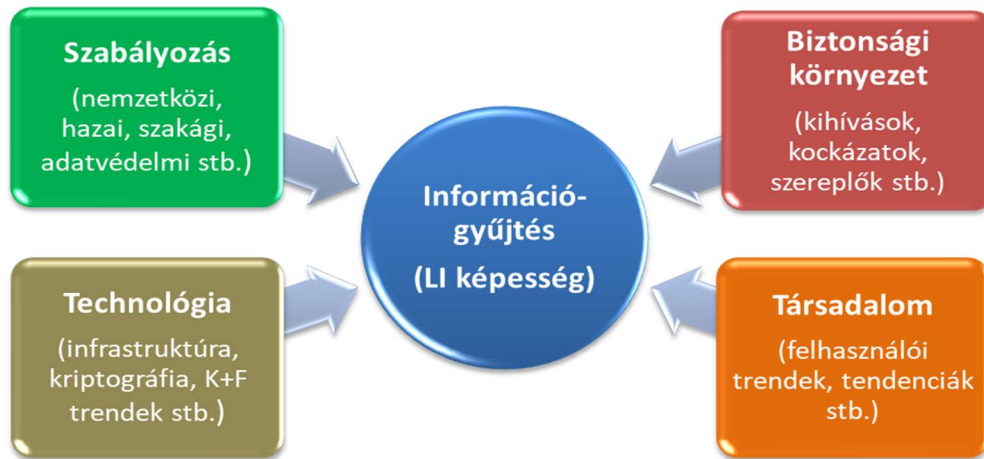 Szabályozás
(nemzetközi,
hazai, szakági,
adatvédelmi stb.)
Biztonsági
környezet
(kihívások,
kockázatok,
szereplők stb.)
Információ-
gyűjtés
(LI képesség)
Technológia
(infrastruktúra,
kriptográfia, K+F
trendek stb.)
Társadalom
(felhasználói
trendek, tendenciák
stb.)